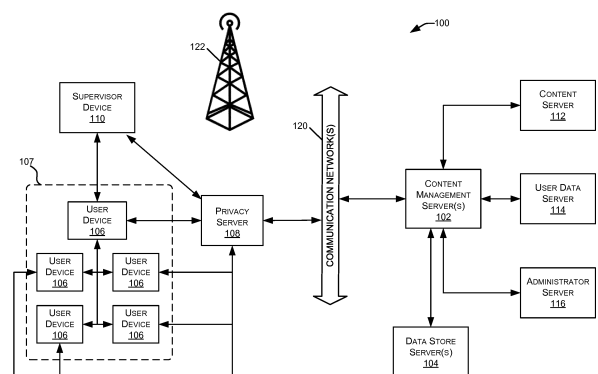 100
122
SUPERVISOR
DEVICE
110
120
COMMUNICATION NETWORK(S)
CONTENT
SERVER
112
107
USER
DEVICE
106
PRIVACY
SERVER
108
CONTENT
MANAGEMENT
SERVER(S)
102
USER DATA
SERVER
114
USER
DEVICE
106
USER
DEVICE
106
USER
DEVICE
106
USER
DEVICE
106
ADMINISTRATOR
SERVER
116
DATA STORE
SERVER(S)
104